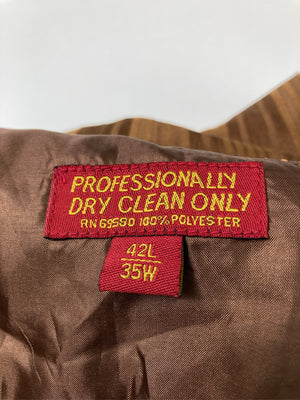 PROFESSIONALLY
DRY CLEAN ONLY
RN 69580 100% POLYESTER
42L
35W